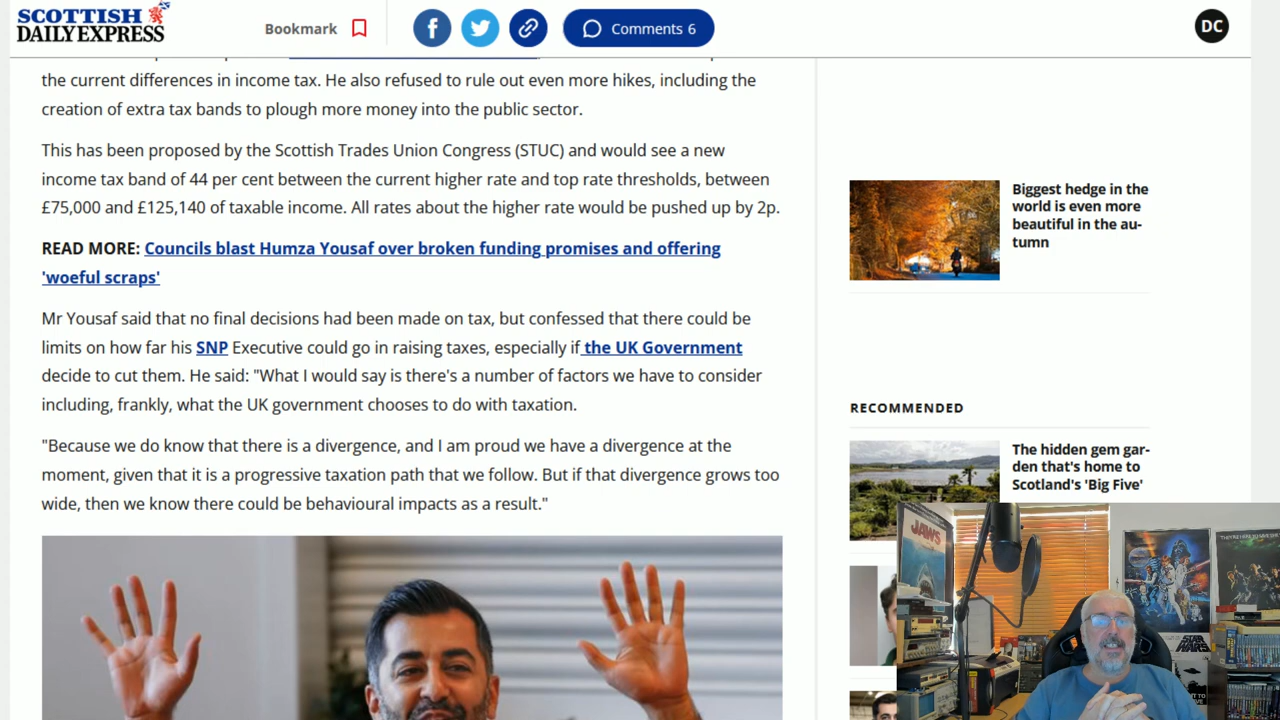 SCOTTISH
DAILY EXPRESS
Bookmark
Comments 6
DC
the current differences in income tax. He also refused to rule out even more hikes, including the
creation of extra tax bands to plough more money into the public sector.
This has been proposed by the Scottish Trades Union Congress (STUC) and would see a new
income tax band of 44 per cent between the current higher rate and top rate thresholds, between
£75,000 and £125,140 of taxable income. All rates about the higher rate would be pushed up by 2p.
READ MORE: Councils blast Humza Yousaf over broken funding promises and offering
'woeful scraps'
Mr Yousaf said that no final decisions had been made on tax, but confessed that there could be
limits on how far his SNP Executive could go in raising taxes, especially if the UK Government
decide to cut them. He said: "What I would say is there's a number of factors we have to consider
including, frankly, what the UK government chooses to do with taxation.
"Because we do know that there is a divergence, and I am proud we have a divergence at the
moment, given that it is a progressive taxation path that we follow. But if that divergence grows too
wide, then we know there could be behavioural impacts as a result."
Biggest hedge in the
world is even more
beautiful in the au-
tumn
RECOMMENDED
The hidden gem gar-
den that's home to
Scotland's 'Big Five'
JAWS
STAR
WARS